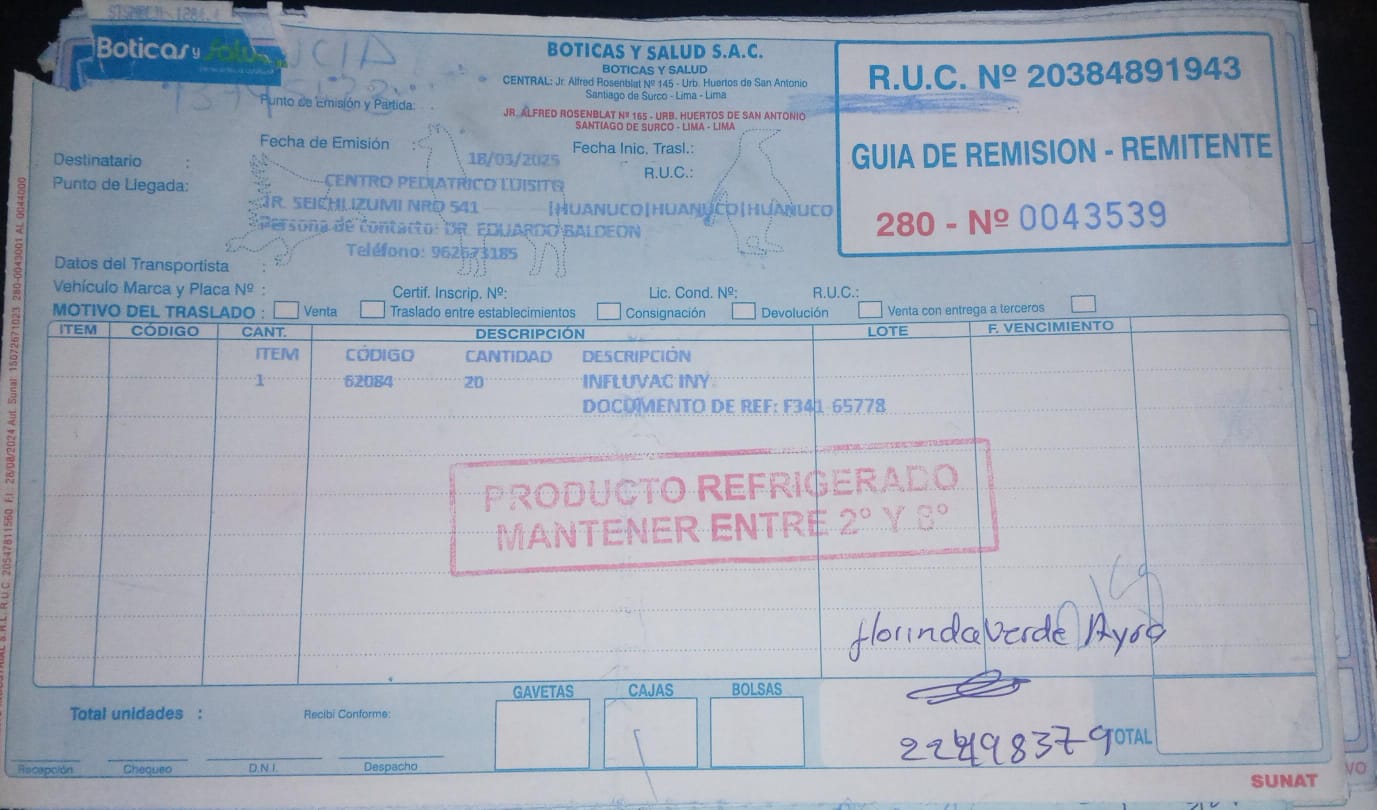 Boticas y Salud
BOTICAS Y SALUD S.A.C.
BOTICAS Y SALUD
CENTRAL: Jr. Alfred Rosenblat Nº 145 - Urb. Huertos de San Antonio
Santiago de Surco - Lima - Lima
JR. ALFRED ROSENBLAT Nº 165 - URB. HUERTOS DE SAN ANTONIO
SANTIAGO DE SURCO - LIMA - LIMA
R.U.C. Nº 20384891943
GUIA DE REMISION - REMITENTE
280 - Nº 0043539
Punto de Emisión y Partida:
Fecha de Emisión : 18/03/2025 Fecha Inic. Trasl.:
Destinatario : CENTRO PEDIATRICO LUISITO R.U.C.:
Punto de Llegada: JR. SEICHI IZUMI NRO 541 |HUANUCO|HUANUCO|HUANUCO
Persona de contacto: DR. EDUARDO BALDEON
Teléfono: 962673185
Datos del Transportista :
Vehículo Marca y Placa Nº : Certif. Inscrip. Nº: Lic. Cond. Nº: R.U.C.:
MOTIVO DEL TRASLADO : Venta Traslado entre establecimientos Consignación Devolución Venta con entrega a terceros
ITEM CÓDIGO CANT. DESCRIPCIÓN LOTE F. VENCIMIENTO
ITEM CÓDIGO CANTIDAD DESCRIPCIÓN
1 62084 20 INFLUVAC INY
DOCUMENTO DE REF: F341-65778
PRODUCTO REFRIGERADO
MANTENER ENTRE 2° Y 8°
florinda Verde Ayra
GAVETAS CAJAS BOLSAS
Total unidades : Recibí Conforme:
TOTAL
Recepción Chequeo D.N.I. Despacho
SUNAT
280-0043001 AL 0044000